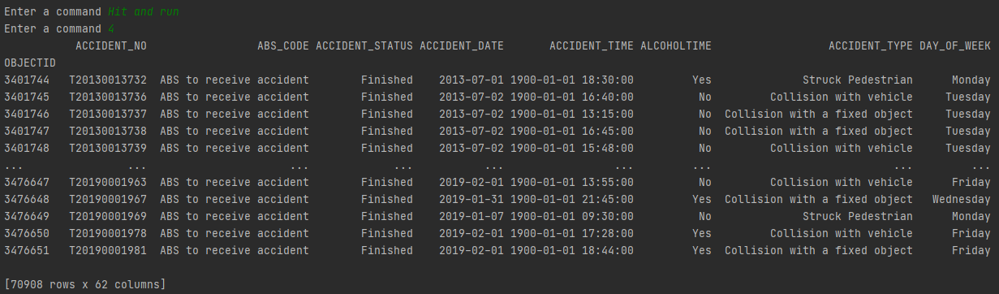 Enter a command Hit and run
Enter a command 4
ACCIDENT_NO ABS_CODE ACCIDENT_STATUS ACCIDENT_DATE ACCIDENT_TIME ALCOHOLTIME ACCIDENT_TYPE DAY_OF_WEEK
OBJECTID
3401744 T20130013732 ABS to receive accident Finished 2013-07-01 1900-01-01 18:30:00 Yes Struck Pedestrian Monday
3401745 T20130013736 ABS to receive accident Finished 2013-07-02 1900-01-01 16:40:00 No Collision with vehicle Tuesday
3401746 T20130013737 ABS to receive accident Finished 2013-07-02 1900-01-01 13:15:00 No Collision with a fixed object Tuesday
3401747 T20130013738 ABS to receive accident Finished 2013-07-02 1900-01-01 16:45:00 No Collision with a fixed object Tuesday
3401748 T20130013739 ABS to receive accident Finished 2013-07-02 1900-01-01 15:48:00 No Collision with vehicle Tuesday
... ... ... ... ... ... ... ... ...
3476647 T20190001963 ABS to receive accident Finished 2019-02-01 1900-01-01 13:55:00 No Collision with vehicle Friday
3476648 T20190001967 ABS to receive accident Finished 2019-01-31 1900-01-01 21:45:00 Yes Collision with a fixed object Wednesday
3476649 T20190001969 ABS to receive accident Finished 2019-01-07 1900-01-01 09:30:00 No Struck Pedestrian Monday
3476650 T20190001978 ABS to receive accident Finished 2019-02-01 1900-01-01 17:28:00 Yes Collision with vehicle Friday
3476651 T20190001981 ABS to receive accident Finished 2019-02-01 1900-01-01 18:44:00 Yes Collision with a fixed object Friday
[70908 rows x 62 columns]